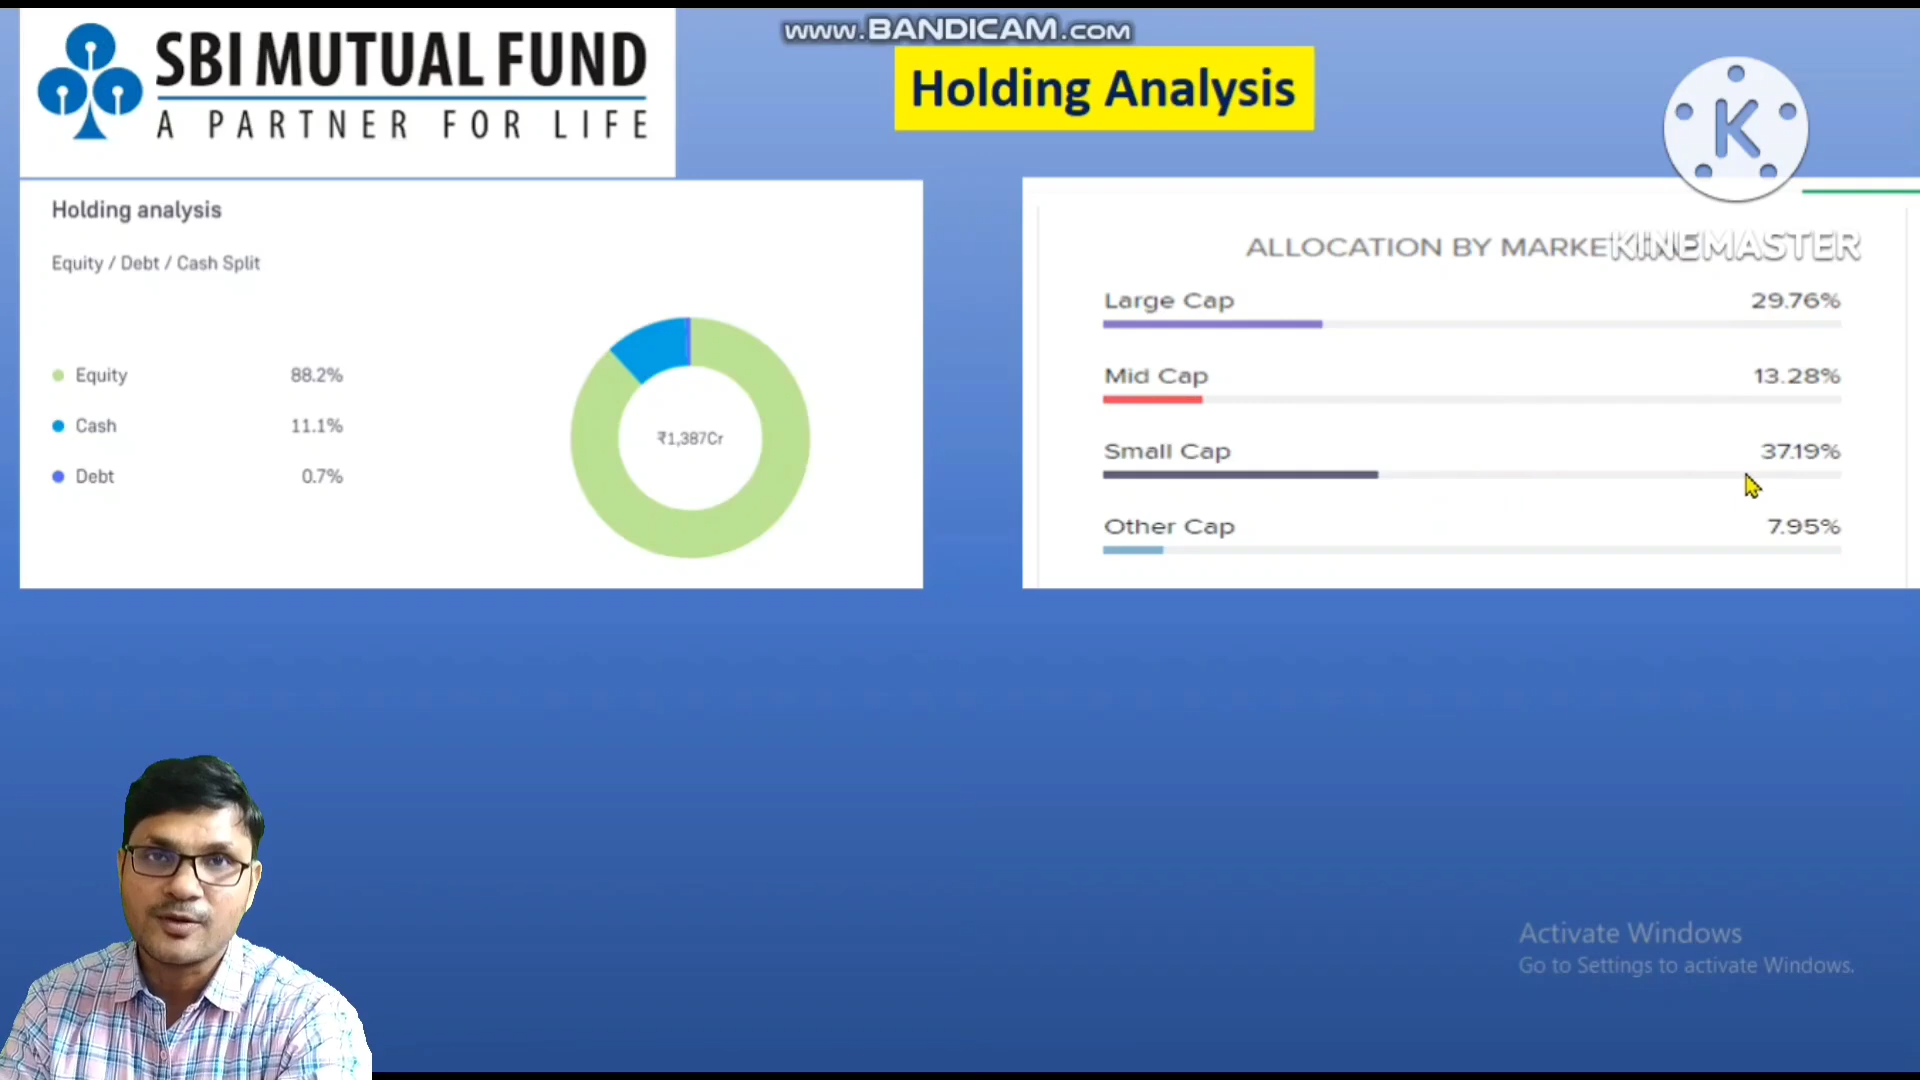 www.BANDICAM.com
SBI MUTUAL FUND
A PARTNER FOR LIFE
Holding Analysis
K
KINEMASTER
Holding analysis
Equity / Debt / Cash Split
Equity 88.2%
Cash 11.1%
Debt 0.7%
₹1,387Cr
ALLOCATION BY
Large Cap 29.76%
Mid Cap 13.28%
Small Cap 37.19%
Other Cap 7.95%
Activate Windows
Go to Settings to activate Windows.